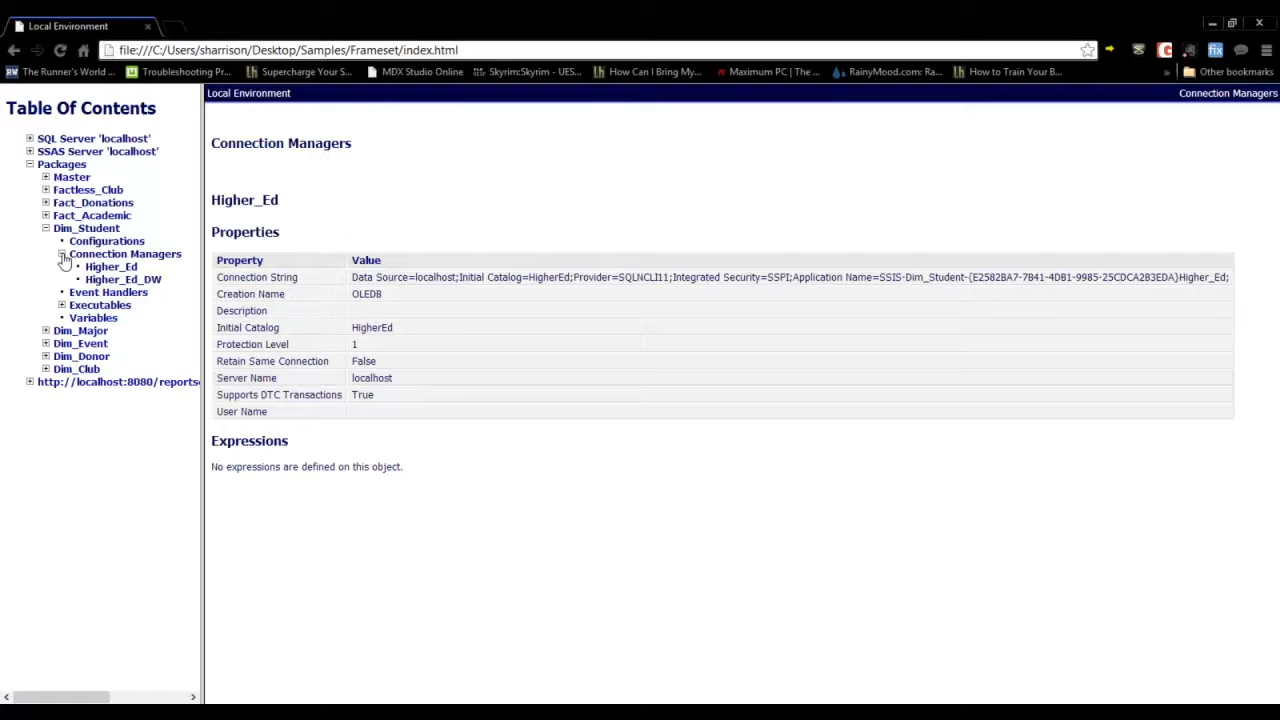 Local Environment
file:///C:/Users/sharrison/Desktop/Samples/Frameset/index.html
The Runner's World ... Troubleshooting Pr... Supercharge Your S... MDX Studio Online Skyrim:Skyrim - UES... How Can I Bring My... Maximum PC | The ... RainyMood.com: Ra... How to Train Your B... » Other bookmarks
Table Of Contents
SQL Server 'localhost'
SSAS Server 'localhost'
Packages
Master
Factless_Club
Fact_Donations
Fact_Academic
Dim_Student
Configurations
Connection Managers
Higher_Ed
Higher_Ed_DW
Event Handlers
Executables
Variables
Dim_Major
Dim_Event
Dim_Donor
Dim_Club
http://localhost:8080/reports
Local Environment Connection Managers
Connection Managers
Higher_Ed
Properties
Property Value
Connection String Data Source=localhost;Initial Catalog=HigherEd;Provider=SQLNCLI11;Integrated Security=SSPI;Application Name=SSIS-Dim_Student-{E2582BA7-7B41-4DB1-9985-25CDCA2B3EDA}Higher_Ed;
Creation Name OLEDB
Description
Initial Catalog HigherEd
Protection Level 1
Retain Same Connection False
Server Name localhost
Supports DTC Transactions True
User Name
Expressions
No expressions are defined on this object.